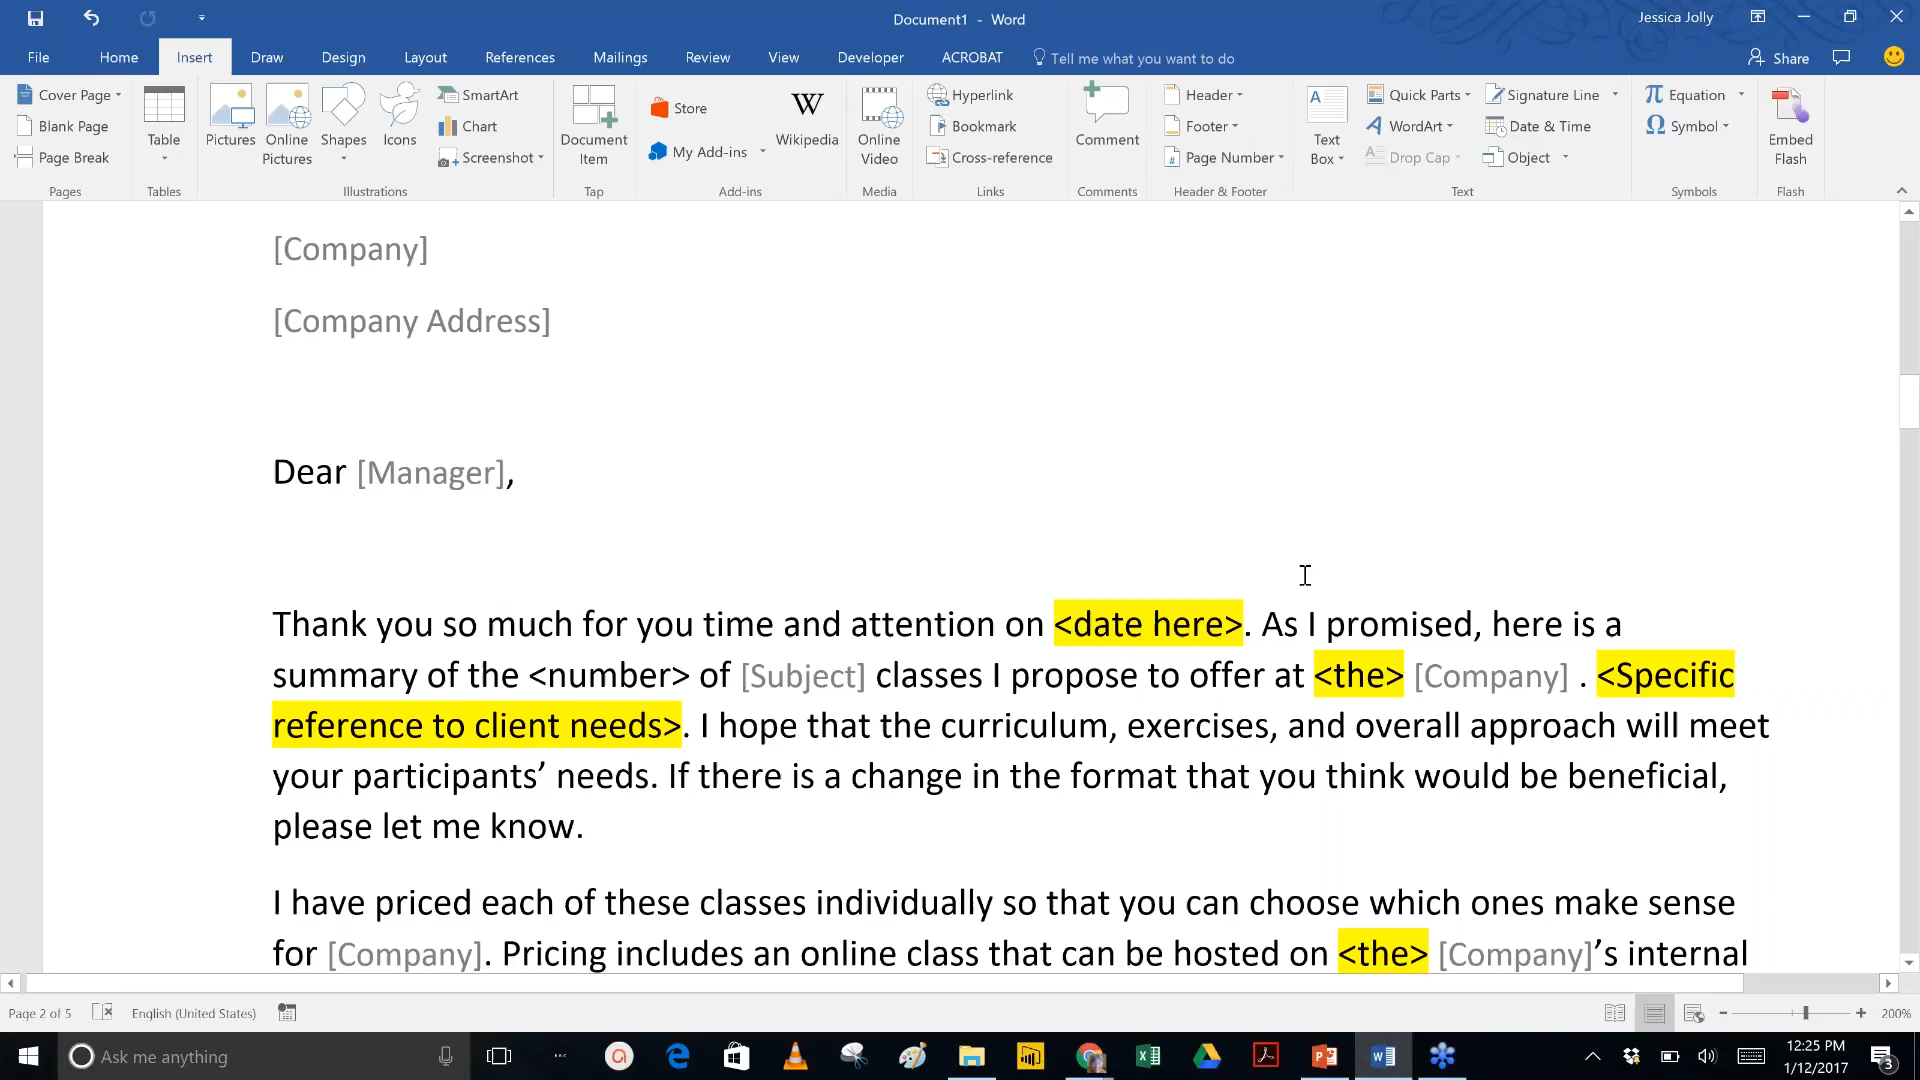 Document1 - Word
Jessica Jolly
File Home Insert Draw Design Layout References Mailings Review View Developer ACROBAT Tell me what you want to do Share
Cover Page
Blank Page
Page Break
Pages
Table
Tables
Pictures
Online Pictures
Shapes
Icons
SmartArt
Chart
Screenshot
Illustrations
Document Item
Tap
Store
My Add-ins
W
Wikipedia
Add-ins
Online Video
Media
Hyperlink
Bookmark
Cross-reference
Links
Comment
Comments
Header
Footer
Page Number
Header & Footer
Text Box
Quick Parts
WordArt
Drop Cap
Signature Line
Date & Time
Object
Text
π Equation
Ω Symbol
Symbols
Embed Flash
Flash
[Company]
[Company Address]
Dear [Manager],
Thank you so much for you time and attention on <date here>. As I promised, here is a
summary of the <number> of [Subject] classes I propose to offer at <the> [Company] . <Specific
reference to client needs>. I hope that the curriculum, exercises, and overall approach will meet
your participants’ needs. If there is a change in the format that you think would be beneficial,
please let me know.
I have priced each of these classes individually so that you can choose which ones make sense
for [Company]. Pricing includes an online class that can be hosted on <the> [Company]’s internal
Page 2 of 5 English (United States) 200%
Ask me anything
12:25 PM
1/12/2017
3